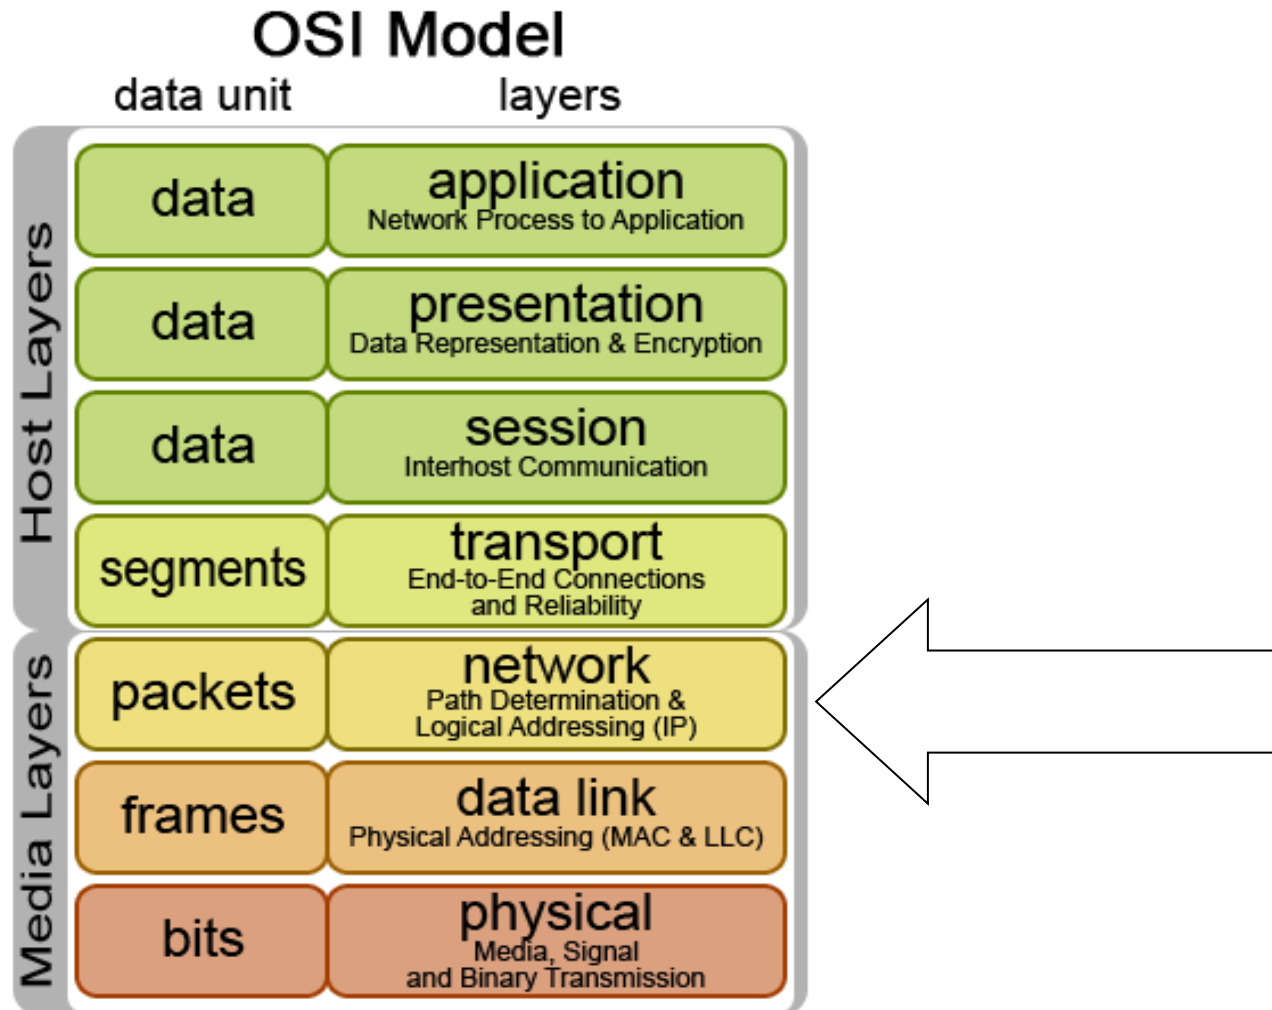 OSI Model
data unit layers
Host Layers
data
application
Network Process to Application
data
presentation
Data Representation & Encryption
data
session
Interhost Communication
segments
transport
End-to-End Connections
and Reliability
Media Layers
packets
network
Path Determination &
Logical Addressing (IP)
frames
data link
Physical Addressing (MAC & LLC)
bits
physical
Media, Signal
and Binary Transmission